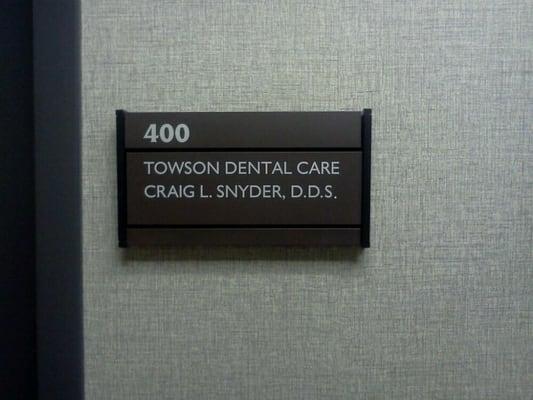 400
TOWSON DENTAL CARE
CRAIG L. SNYDER, D.D.S.